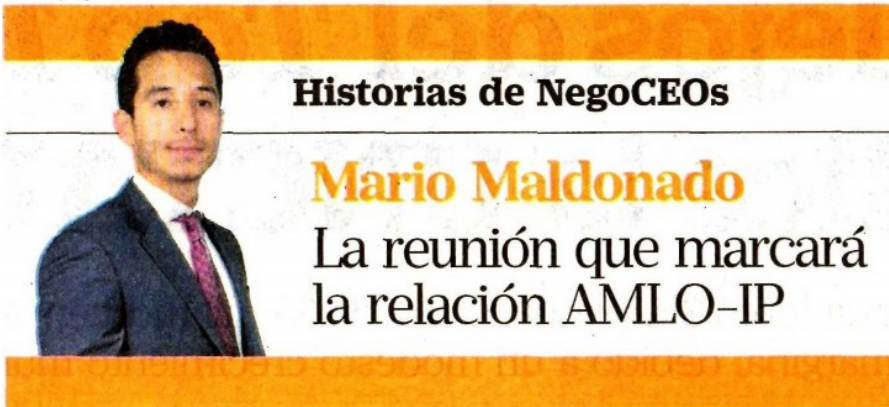 Historias de NegoCEOs
Mario Maldonado
La reunión que marcará
la relación AMLO-IP